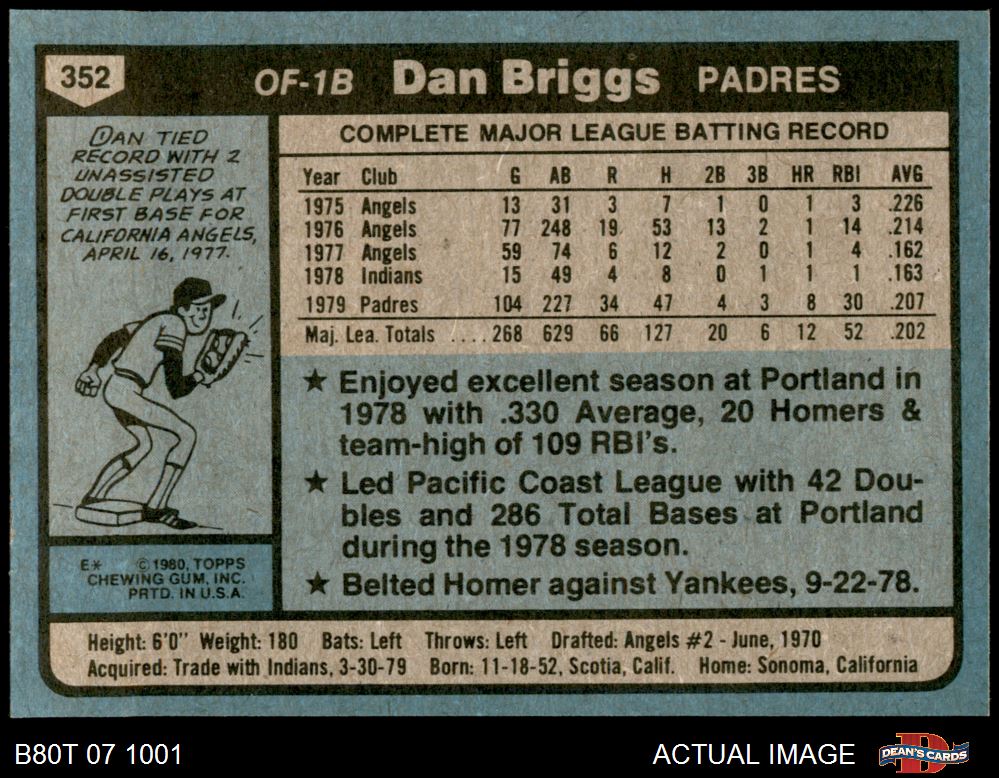 352
OF-1B Dan Briggs PADRES
DAN TIED
RECORD WITH 2
UNASSISTED
DOUBLE PLAYS AT
FIRST BASE FOR
CALIFORNIA ANGELS,
APRIL 16, 1977.
E* © 1980, TOPPS
CHEWING GUM, INC.
PRTD. IN U.S.A.
COMPLETE MAJOR LEAGUE BATTING RECORD
Year Club G AB R H 2B 3B HR RBI AVG
1975 Angels 13 31 3 7 1 0 1 3 .226
1976 Angels 77 248 19 53 13 2 1 14 .214
1977 Angels 59 74 6 12 2 0 1 4 .162
1978 Indians 15 49 4 8 0 1 1 1 .163
1979 Padres 104 227 34 47 4 3 8 30 .207
Maj. Lea. Totals ....268 629 66 127 20 6 12 52 .202
★ Enjoyed excellent season at Portland in
1978 with .330 Average, 20 Homers &
team-high of 109 RBI's.
★ Led Pacific Coast League with 42 Dou-
bles and 286 Total Bases at Portland
during the 1978 season.
★ Belted Homer against Yankees, 9-22-78.
Height: 6'0" Weight: 180 Bats: Left Throws: Left Drafted: Angels #2 - June, 1970
Acquired: Trade with Indians, 3-30-79 Born: 11-18-52, Scotia, Calif. Home: Sonoma, California
B80T 07 1001 ACTUAL IMAGE D DEAN'S CARDS